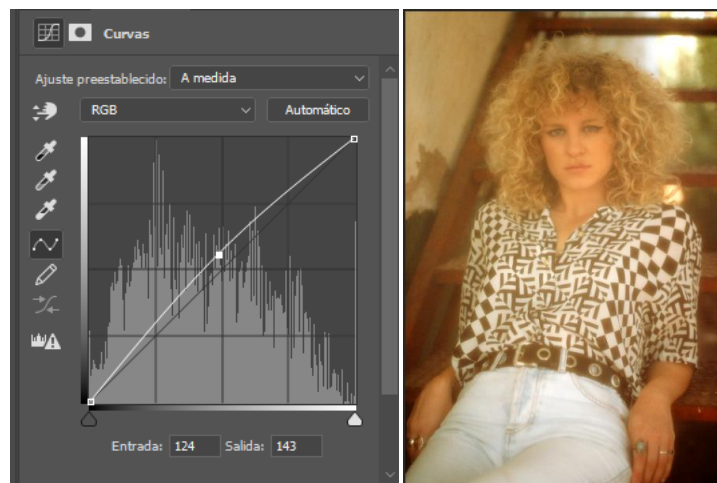 Curvas
Ajuste preestablecido: A medida
RGB Automático
Entrada: 124 Salida: 143